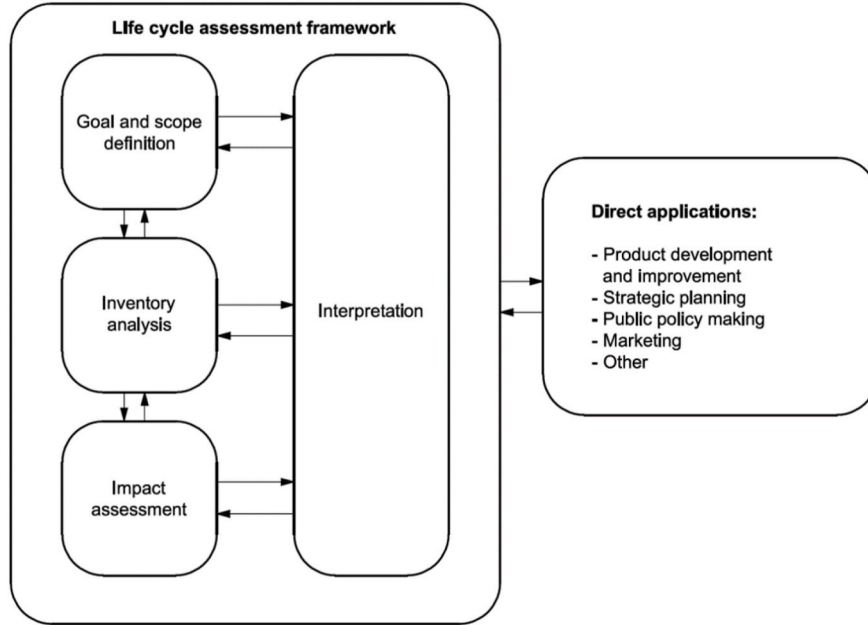 LIfe cycle assessment framework
Goal and scope
definition
Inventory
analysis
Impact
assessment
Interpretation
Direct applications:
- Product development
and improvement
- Strategic planning
- Public policy making
- Marketing
- Other